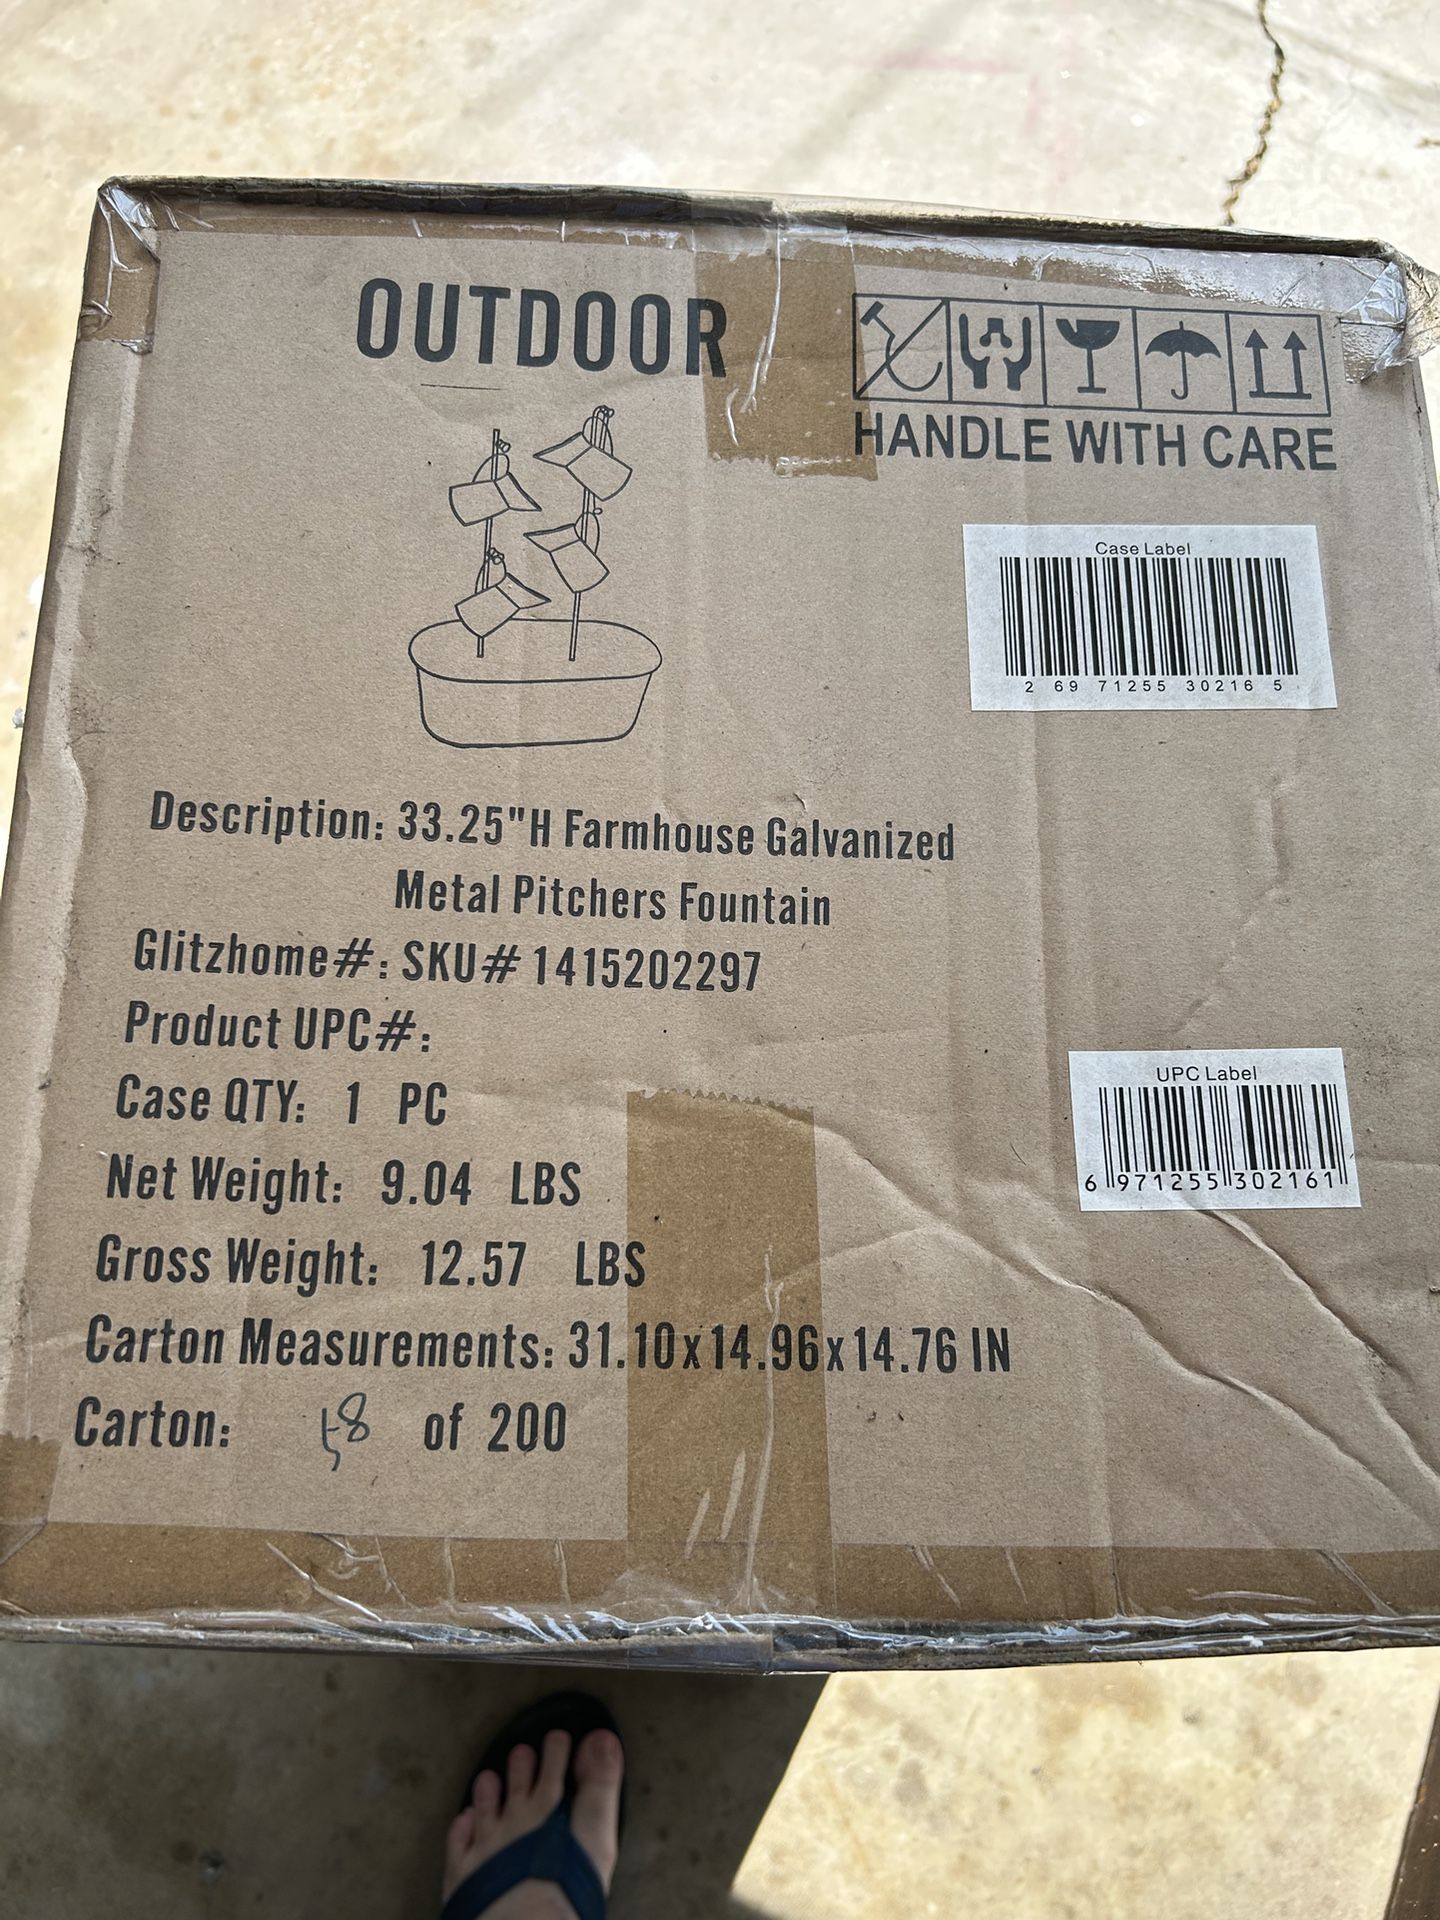 OUTDOOR
HANDLE WITH CARE
Case Label
2 69 71255 30216 5
Description: 33.25"H Farmhouse Galvanized
Metal Pitchers Fountain
Glitzhome#: SKU# 1415202297
Product UPC#:
Case QTY: 1 PC
UPC Label
6 971255 302161
Net Weight: 9.04 LBS
Gross Weight: 12.57 LBS
Carton Measurements: 31.10x14.96x14.76 IN
Carton: 58 of 200